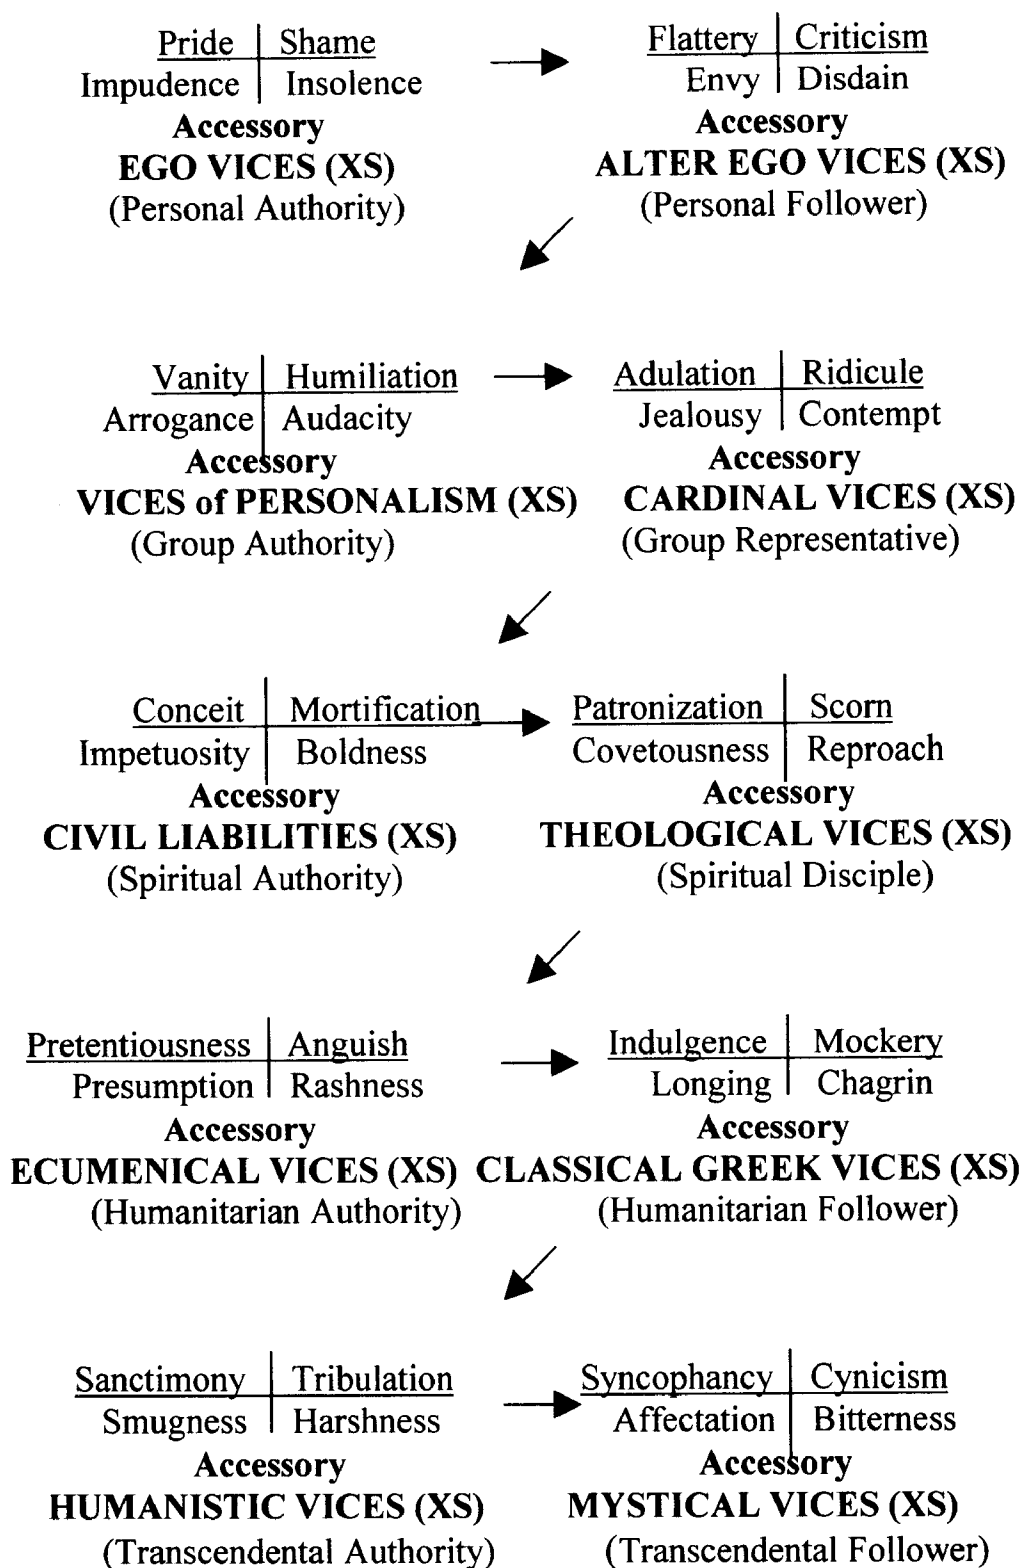 Pride Shame
Impudence Insolence
Accessory
EGO VICES (XS)
(Personal Authority)
Flattery Criticism
Envy Disdain
Accessory
ALTER EGO VICES (XS)
(Personal Follower)
Vanity Humiliation
Arrogance Audacity
Accessory
VICES of PERSONALISM (XS)
(Group Authority)
Adulation Ridicule
Jealousy Contempt
Accessory
CARDINAL VICES (XS)
(Group Representative)
Conceit Mortification
Impetuosity Boldness
Accessory
CIVIL LIABILITIES (XS)
(Spiritual Authority)
Patronization Scorn
Covetousness Reproach
Accessory
THEOLOGICAL VICES (XS)
(Spiritual Disciple)
Pretentiousness Anguish
Presumption Rashness
Accessory
ECUMENICAL VICES (XS)
(Humanitarian Authority)
Indulgence Mockery
Longing Chagrin
Accessory
CLASSICAL GREEK VICES (XS)
(Humanitarian Follower)
Sanctimony Tribulation
Smugness Harshness
Accessory
HUMANISTIC VICES (XS)
(Transcendental Authority)
Syncophancy Cynicism
Affectation Bitterness
Accessory
MYSTICAL VICES (XS)
(Transcendental Follower)